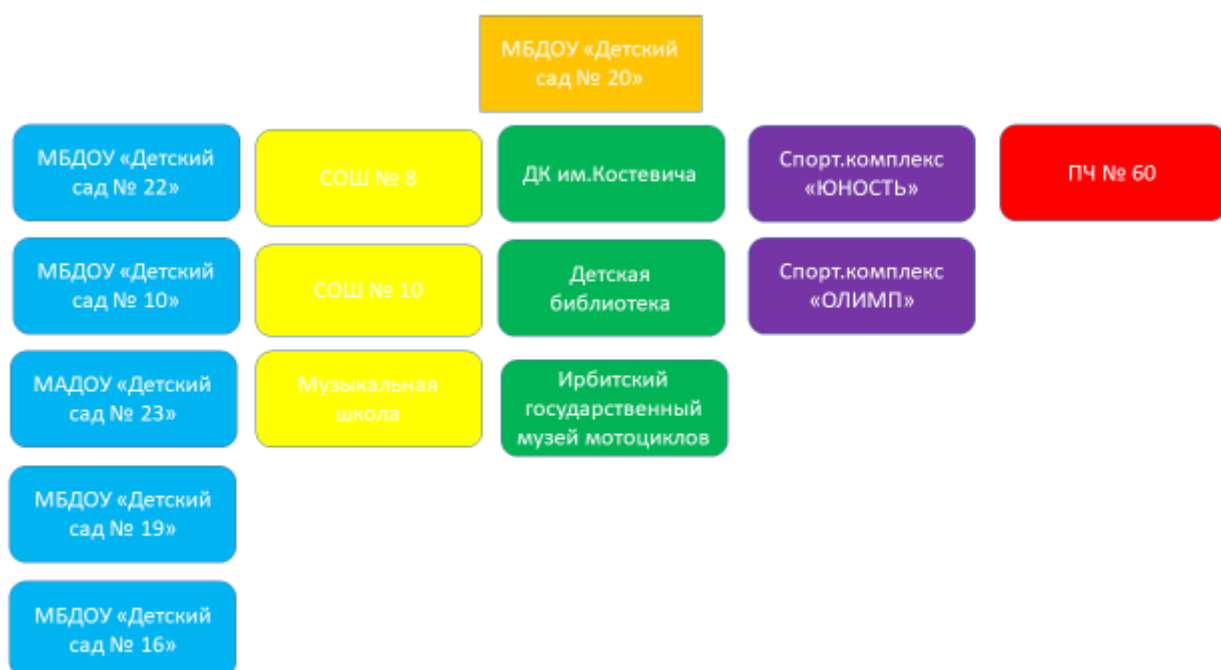 МБДОУ «Детский
сад № 20»
МБДОУ «Детский
сад № 22»
СОШ № 8
ДК им.Костевича
Спорт.комплекс
«ЮНОСТЬ»
ПЧ № 60
МБДОУ «Детский
сад № 10»
СОШ № 10
Детская
библиотека
Спорт.комплекс
«ОЛИМП»
МАДОУ «Детский
сад № 23»
Музыкальная
школа
Ирбитский
государственный
музей мотоциклов
МБДОУ «Детский
сад № 19»
МБДОУ «Детский
сад № 16»